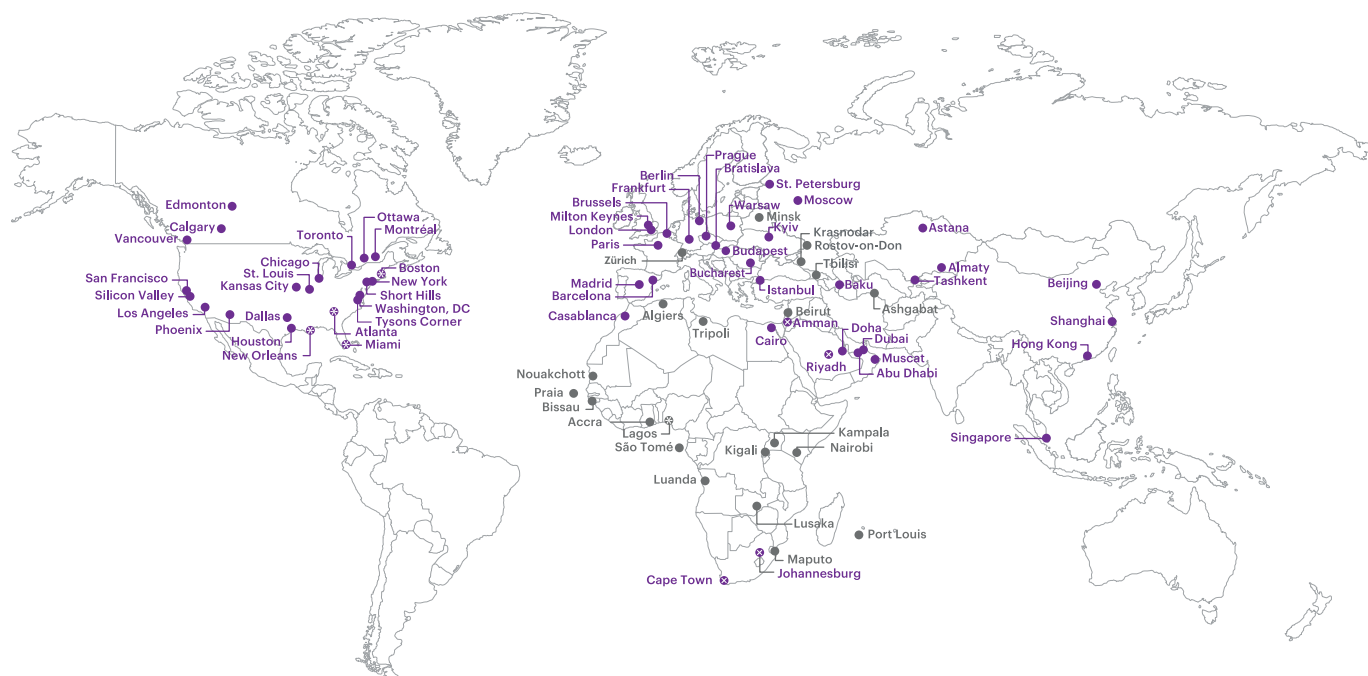 Edmonton
Calgary
Vancouver
San Francisco
Silicon Valley
Los Angeles
Phoenix
Chicago
St. Louis
Kansas City
Dallas
Houston
New Orleans
Toronto
Ottawa
Montréal
Boston
New York
Short Hills
Washington, DC
Tysons Corner
Atlanta
Miami
Prague
Bratislava
Berlin
Frankfurt
Brussels
Milton Keynes
London
Paris
Zürich
Madrid
Barcelona
Casablanca
St. Petersburg
Moscow
Warsaw
Minsk
Kyiv
Krasnodar
Rostov-on-Don
Budapest
Tbilisi
Bucharest
Istanbul
Baku
Ashgabat
Astana
Almaty
Tashkent
Beijing
Shanghai
Hong Kong
Singapore
Algiers
Tripoli
Beirut
Amman
Cairo
Doha
Dubai
Riyadh
Muscat
Abu Dhabi
Nouakchott
Praia
Bissau
Accra
Lagos
São Tomé
Kampala
Kigali
Nairobi
Luanda
Lusaka
Port Louis
Maputo
Johannesburg
Cape Town